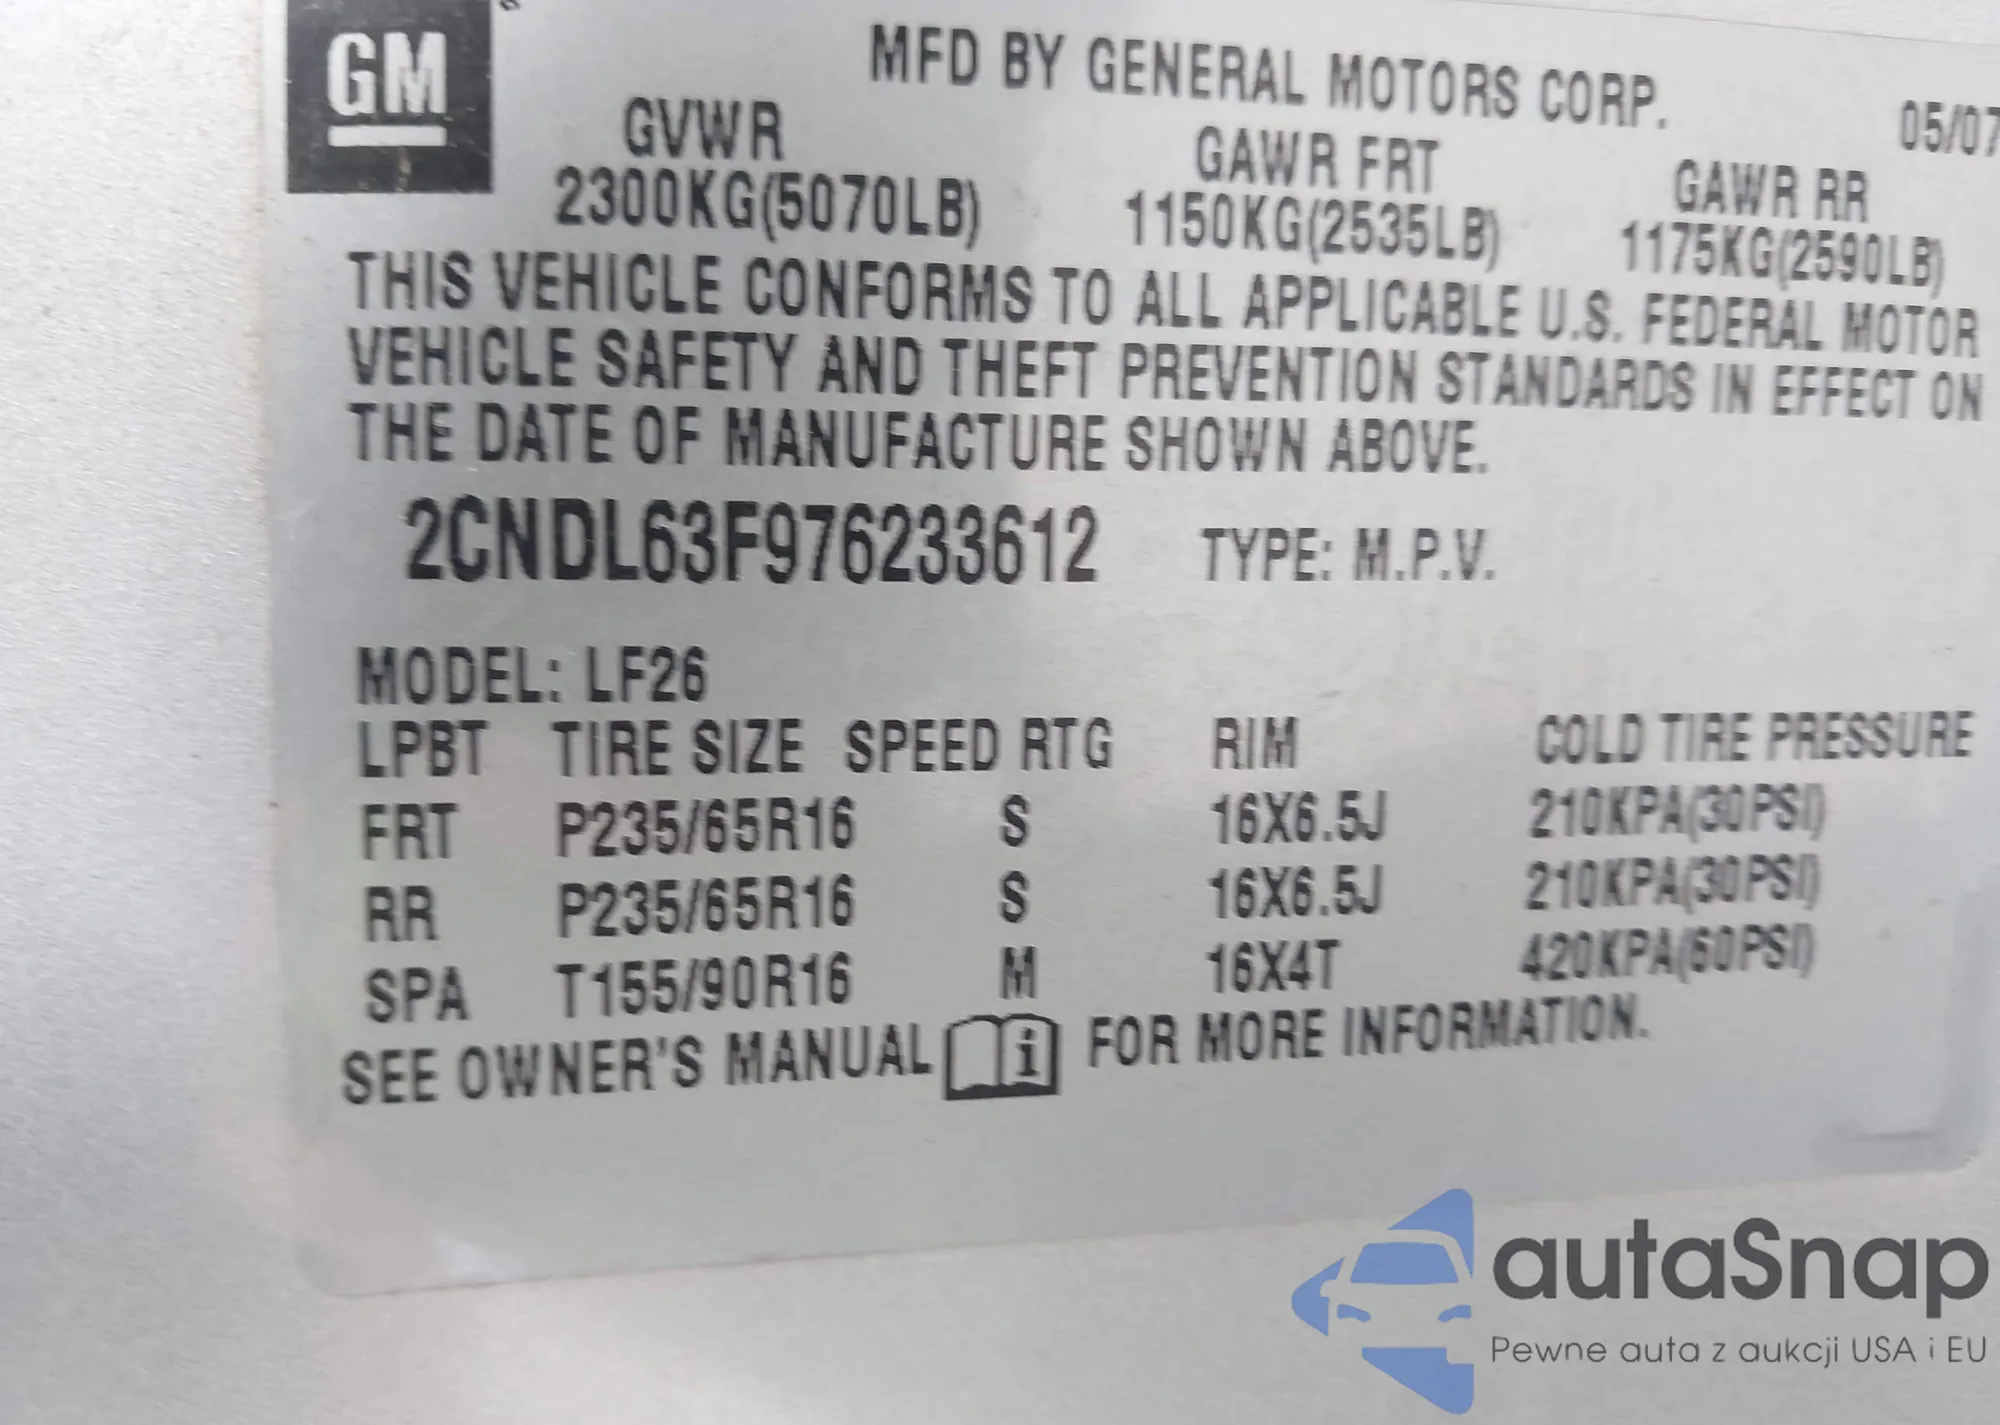 GM
MFD BY GENERAL MOTORS CORP.
05/07
GVWR GAWR FRT GAWR RR
2300KG(5070LB) 1150KG(2535LB) 1175KG(2590LB)
THIS VEHICLE CONFORMS TO ALL APPLICABLE U.S. FEDERAL MOTOR
VEHICLE SAFETY AND THEFT PREVENTION STANDARDS IN EFFECT ON
THE DATE OF MANUFACTURE SHOWN ABOVE.
2CNDL63F976233612 TYPE: M.P.V.
MODEL: LF26
LPBT TIRE SIZE SPEED RTG RIM COLD TIRE PRESSURE
FRT P235/65R16 S 16X6.5J 210KPA(30PSI)
RR P235/65R16 S 16X6.5J 210KPA(30PSI)
SPA T155/90R16 M 16X4T 420KPA(60PSI)
SEE OWNER'S MANUAL i FOR MORE INFORMATION.
autaSnap
Pewne auta z aukcji USA i EU